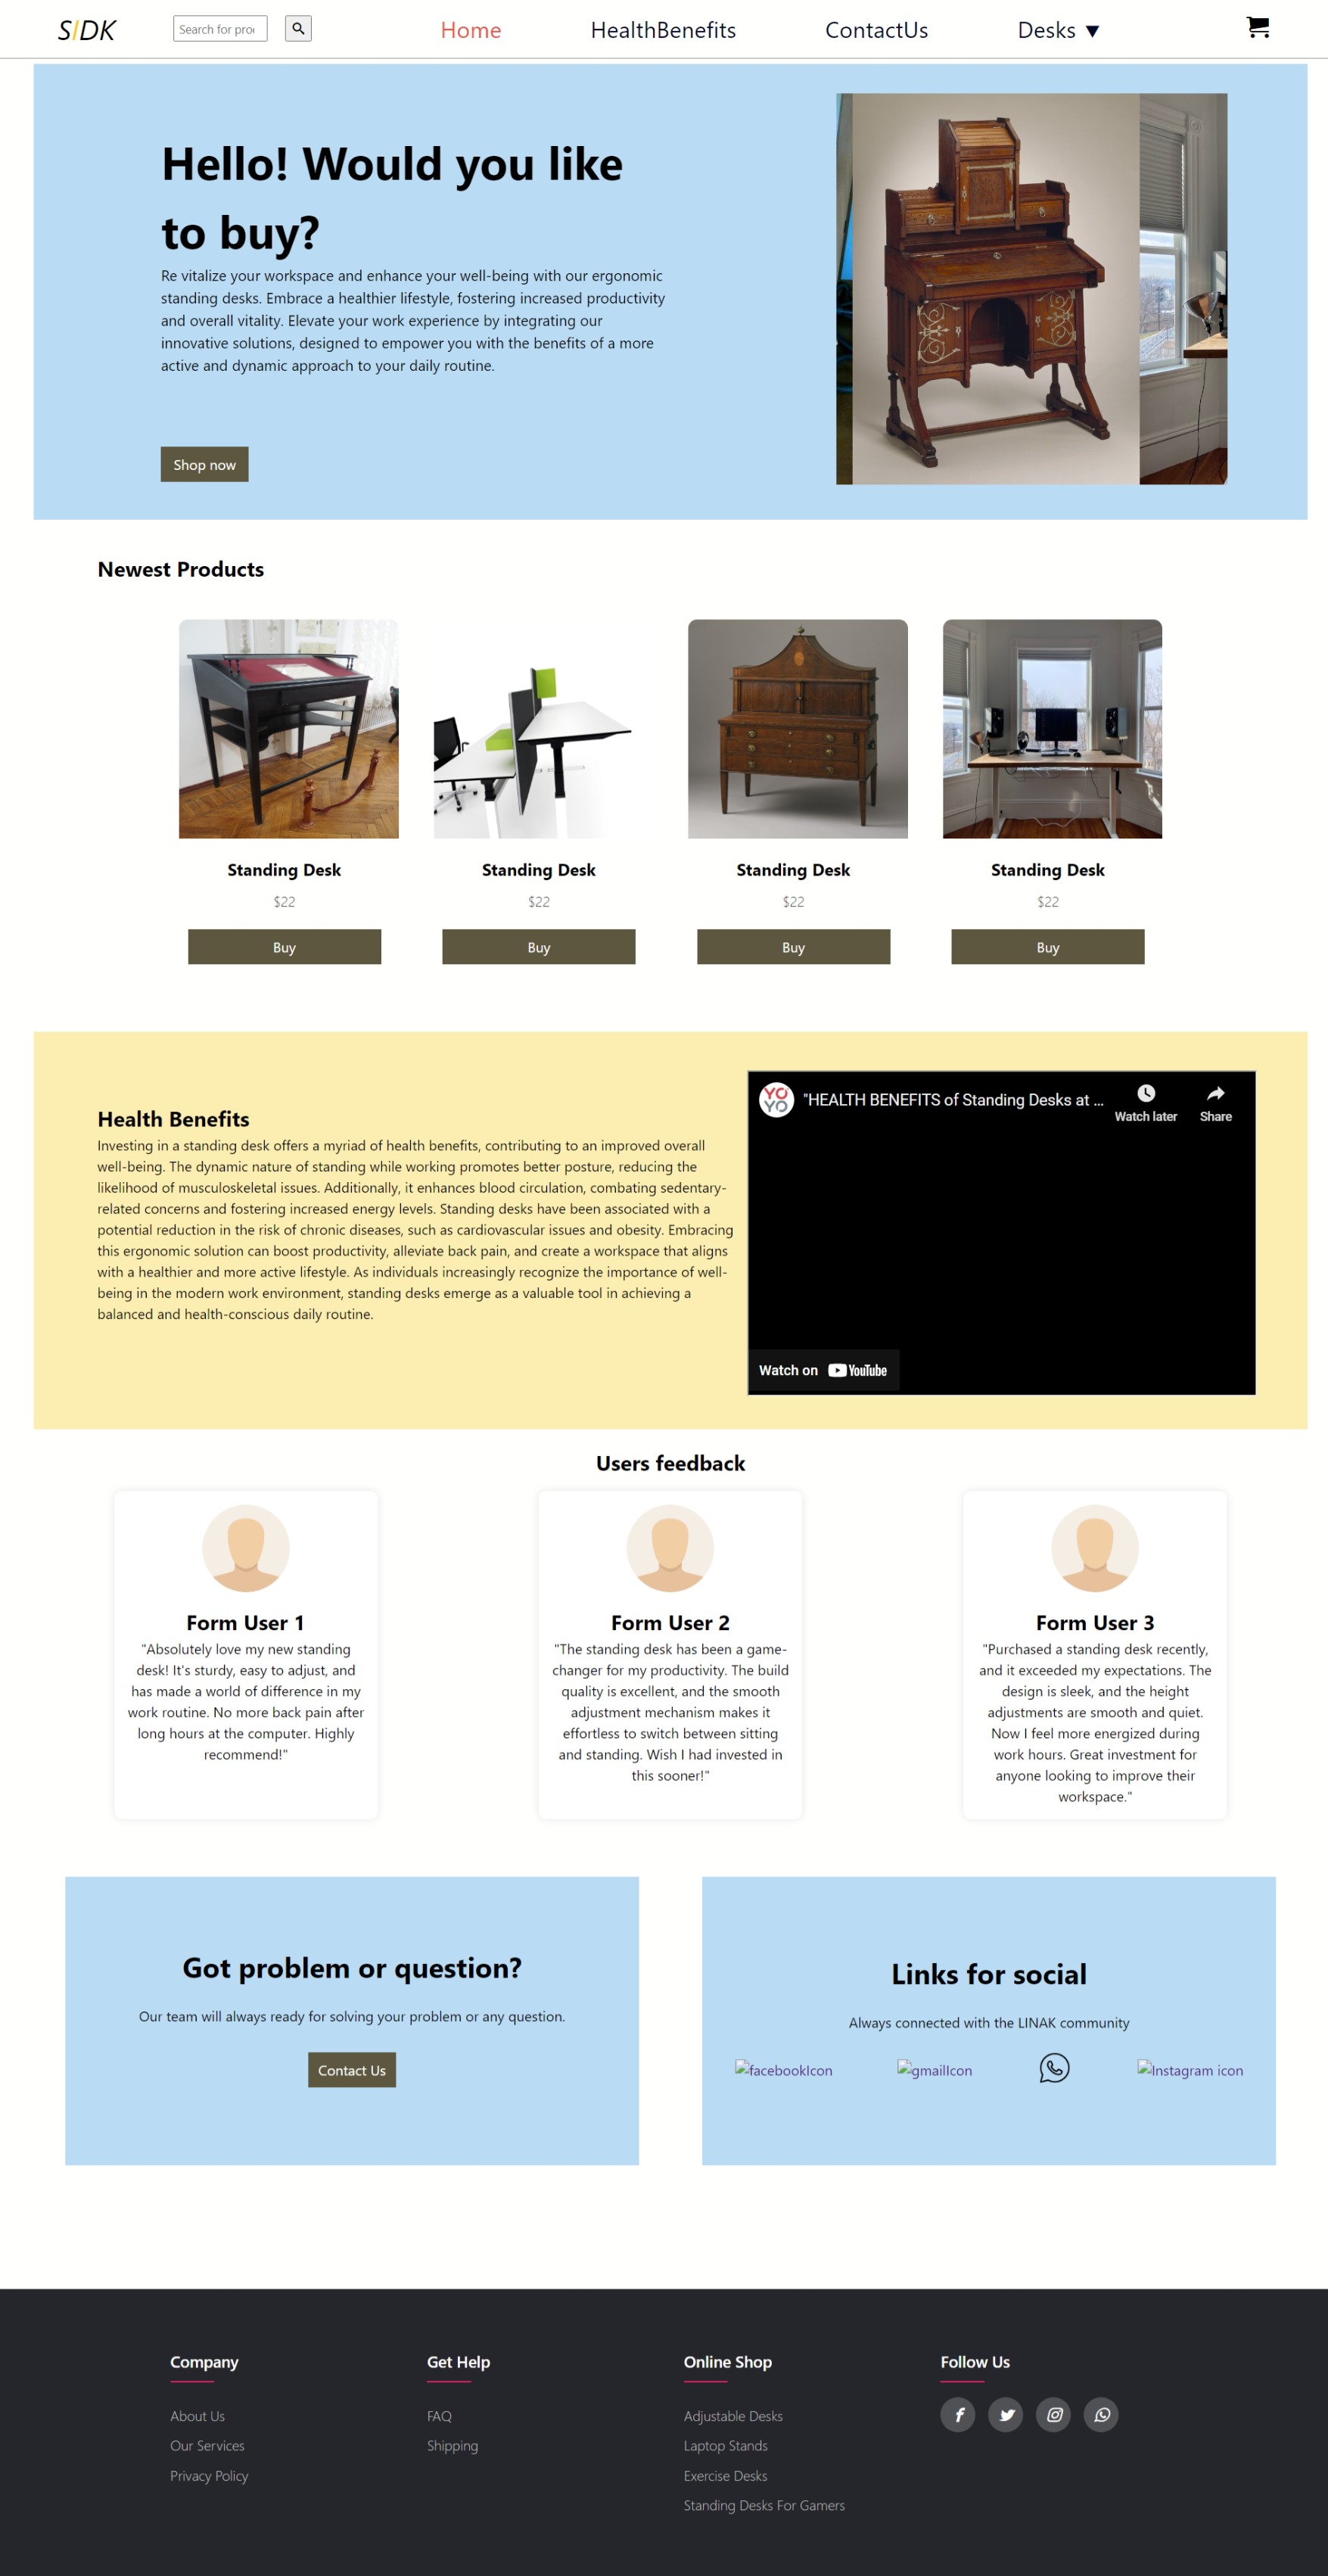 SIDK
Search for pro
Home
HealthBenefits
ContactUs
Desks ▼
Hello! Would you like
to buy?
Re vitalize your workspace and enhance your well-being with our ergonomic
standing desks. Embrace a healthier lifestyle, fostering increased productivity
and overall vitality. Elevate your work experience by integrating our
innovative solutions, designed to empower you with the benefits of a more
active and dynamic approach to your daily routine.
Shop now
Newest Products
Standing Desk
$22
Buy
Standing Desk
$22
Buy
Standing Desk
$22
Buy
Standing Desk
$22
Buy
Health Benefits
Investing in a standing desk offers a myriad of health benefits, contributing to an improved overall
well-being. The dynamic nature of standing while working promotes better posture, reducing the
likelihood of musculoskeletal issues. Additionally, it enhances blood circulation, combating sedentary-
related concerns and fostering increased energy levels. Standing desks have been associated with a
potential reduction in the risk of chronic diseases, such as cardiovascular issues and obesity. Embracing
this ergonomic solution can boost productivity, alleviate back pain, and create a workspace that aligns
with a healthier and more active lifestyle. As individuals increasingly recognize the importance of well-
being in the modern work environment, standing desks emerge as a valuable tool in achieving a
balanced and health-conscious daily routine.
YO
YO
"HEALTH BENEFITS of Standing Desks at ...
Watch later
Share
Watch on YouTube
Users feedback
Form User 1
"Absolutely love my new standing
desk! It's sturdy, easy to adjust, and
has made a world of difference in my
work routine. No more back pain after
long hours at the computer. Highly
recommend!"
Form User 2
"The standing desk has been a game-
changer for my productivity. The build
quality is excellent, and the smooth
adjustment mechanism makes it
effortless to switch between sitting
and standing. Wish I had invested in
this sooner!"
Form User 3
"Purchased a standing desk recently,
and it exceeded my expectations. The
design is sleek, and the height
adjustments are smooth and quiet.
Now I feel more energized during
work hours. Great investment for
anyone looking to improve their
workspace."
Got problem or question?
Our team will always ready for solving your problem or any question.
Contact Us
Links for social
Always connected with the LINAK community
facebookIcon
gmailIcon
Instagram icon
Company
About Us
Our Services
Privacy Policy
Get Help
FAQ
Shipping
Online Shop
Adjustable Desks
Laptop Stands
Exercise Desks
Standing Desks For Gamers
Follow Us